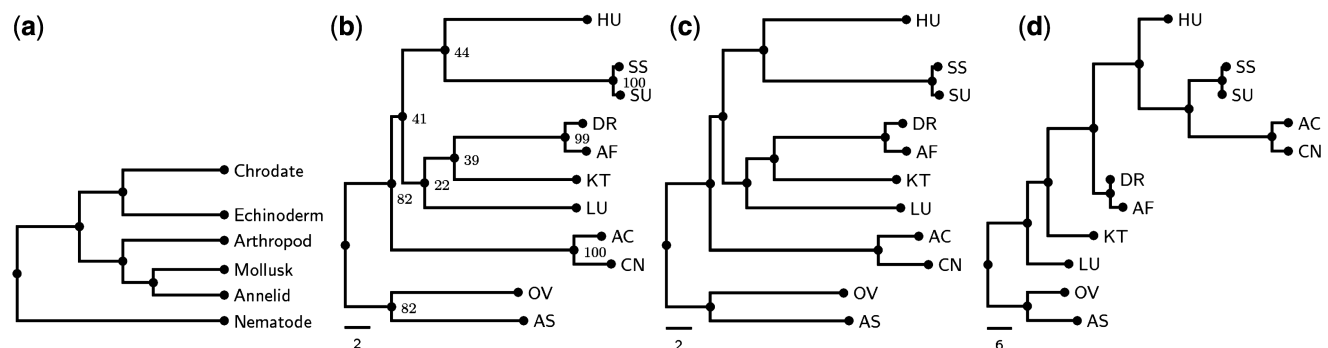 (a)
Chrodate
Echinoderm
Arthropod
Mollusk
Annelid
Nematode
(b)
HU
44
SS
100
SU
41
DR
99
AF
39
KT
22
82
LU
AC
100
CN
OV
82
AS
2
(c)
HU
SS
SU
DR
AF
KT
LU
AC
CN
OV
AS
2
(d)
HU
SS
SU
AC
CN
DR
AF
KT
LU
OV
AS
6